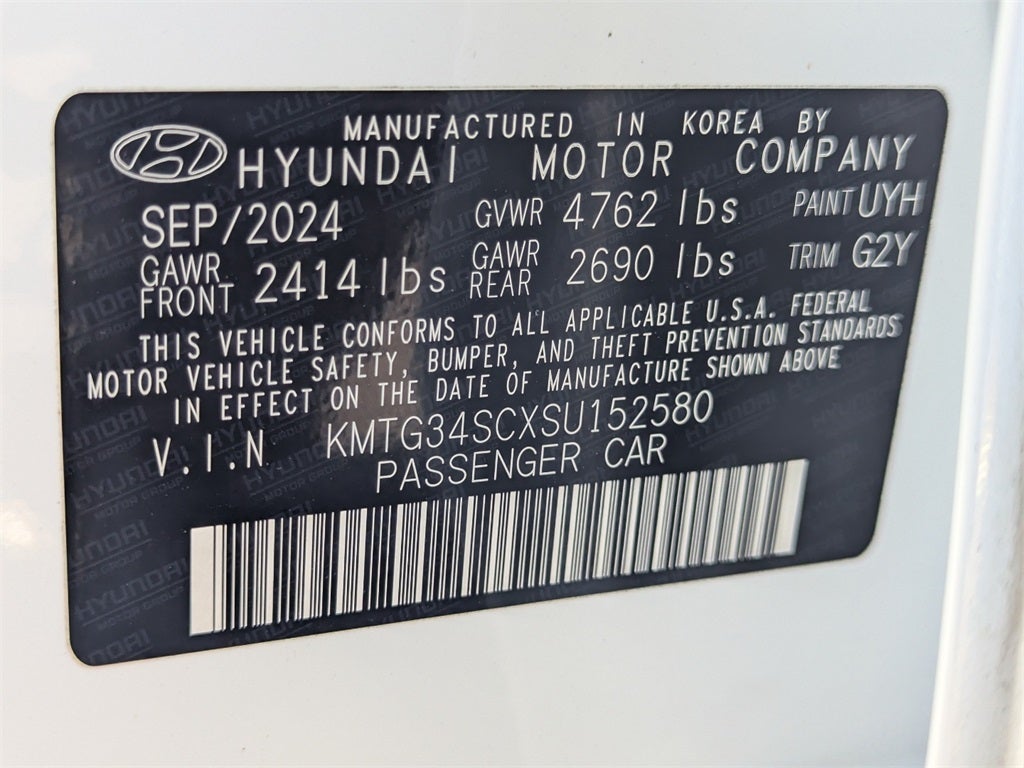 MANUFACTURED IN KOREA BY
HYUNDAI MOTOR COMPANY
SEP/2024 GVWR 4762 lbs PAINT UYH
GAWR FRONT 2414 lbs GAWR REAR 2690 lbs TRIM G2Y
THIS VEHICLE CONFORMS TO ALL APPLICABLE U.S.A. FEDERAL
MOTOR VEHICLE SAFETY, BUMPER, AND THEFT PREVENTION STANDARDS
IN EFFECT ON THE DATE OF MANUFACTURE SHOWN ABOVE
V.I.N KMTG34SCXSU152580
PASSENGER CAR